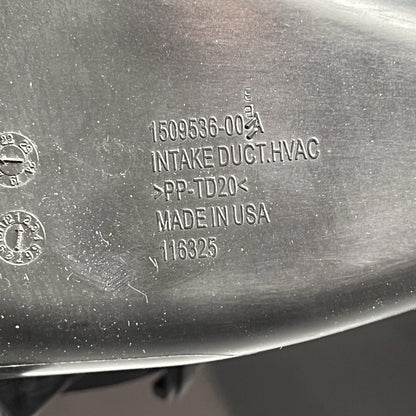 1509536-00 A
INTAKE DUCT.HVAC
>PP-TD20<
MADE IN USA
116325